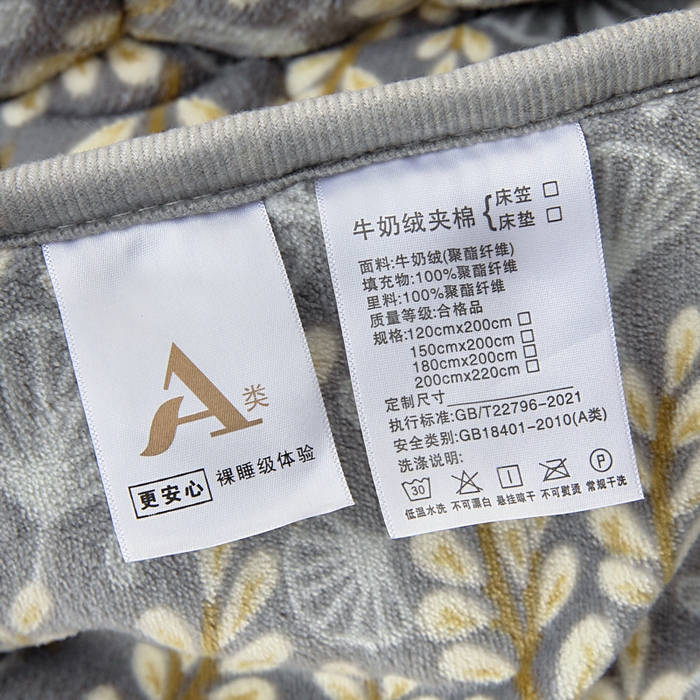 A类
更安心 裸睡级体验
牛奶绒夹棉{床笠 □
床垫 □
面料:牛奶绒(聚酯纤维)
填充物:100%聚酯纤维
里料:100%聚酯纤维
质量等级:合格品
规格:120cmx200cm □
150cmx200cm □
180cmx200cm □
200cmx220cm □
定制尺寸
执行标准:GB/T22796-2021
安全类别:GB18401-2010(A类)
洗涤说明:
30 P
低温水洗 不可漂白 悬挂晾干 不可熨烫 常规干洗